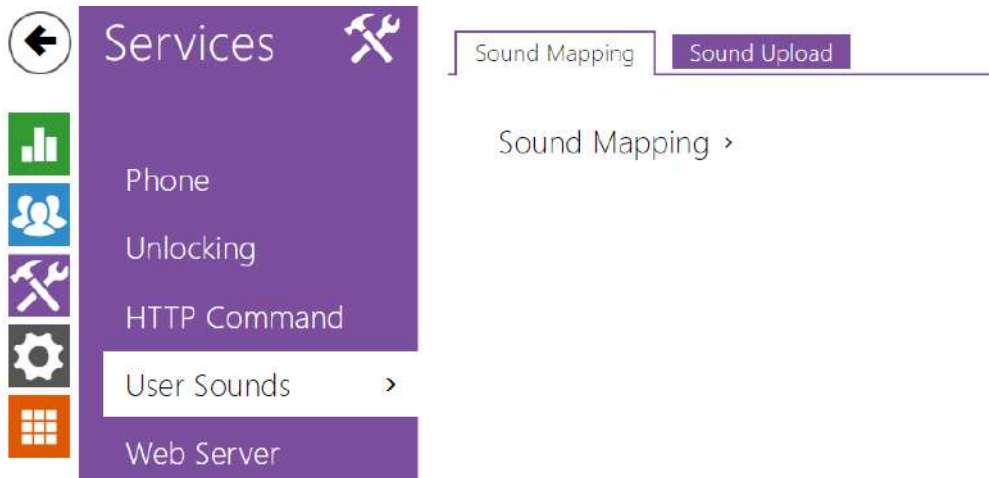 Services
Phone
Unlocking
HTTP Command
User Sounds >
Web Server
Sound Mapping
Sound Upload
Sound Mapping >